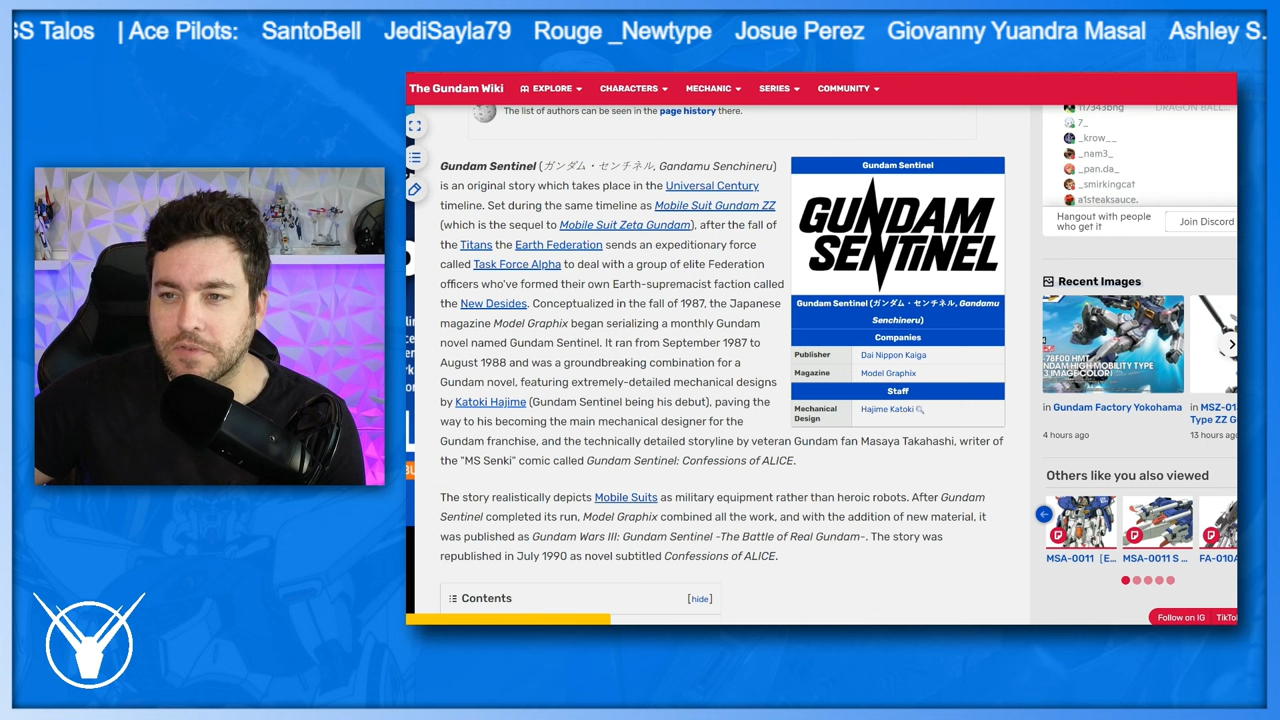 SS Talos | Ace Pilots: SantoBell JediSayla79 Rouge _Newtype Josue Perez Giovanny Yuandra Masal Ashley S.
The Gundam Wiki EXPLORE CHARACTERS MECHANIC SERIES COMMUNITY
The list of authors can be seen in the page history there.
Gundam Sentinel (ガンダム・センチネル, Gandamu Senchineru)
is an original story which takes place in the Universal Century
timeline. Set during the same timeline as Mobile Suit Gundam ZZ
(which is the sequel to Mobile Suit Zeta Gundam), after the fall of
the Titans the Earth Federation sends an expeditionary force
called Task Force Alpha to deal with a group of elite Federation
officers who've formed their own Earth-supremacist faction called
the New Desides. Conceptualized in the fall of 1987, the Japanese
magazine Model Graphix began serializing a monthly Gundam
novel named Gundam Sentinel. It ran from September 1987 to
August 1988 and was a groundbreaking combination for a
Gundam novel, featuring extremely-detailed mechanical designs
by Katoki Hajime (Gundam Sentinel being his debut), paving the
way to his becoming the main mechanical designer for the
Gundam franchise, and the technically detailed storyline by veteran Gundam fan Masaya Takahashi, writer of
the "MS Senki" comic called Gundam Sentinel: Confessions of ALICE.
The story realistically depicts Mobile Suits as military equipment rather than heroic robots. After Gundam
Sentinel completed its run, Model Graphix combined all the work, and with the addition of new material, it
was published as Gundam Wars III: Gundam Sentinel -The Battle of Real Gundam-. The story was
republished in July 1990 as novel subtitled Confessions of ALICE.
Contents [hide]
Gundam Sentinel
GUNDAM
SENTINEL
Gundam Sentinel (ガンダム・センチネル, Gandamu
Senchineru)
Companies
Publisher Dai Nippon Kaiga
Magazine Model Graphix
Staff
Mechanical
Design
Hajime Katoki
117343bng DRAGON BALL...
7_
_krow__
_nam3_
_pan.da_
_smirkingcat
a1steaksauce.
Hangout with people
who get it
Join Discord
Recent Images
-78F00 HMT
NDAM HIGH MOBILITY TYPE
in Gundam Factory Yokohama
4 hours ago
in MSZ-01
Type ZZ G
13 hours ag
Others like you also viewed
MSA-0011 [E...
MSA-0011 S ...
FA-010A
Follow on IG
TikTo